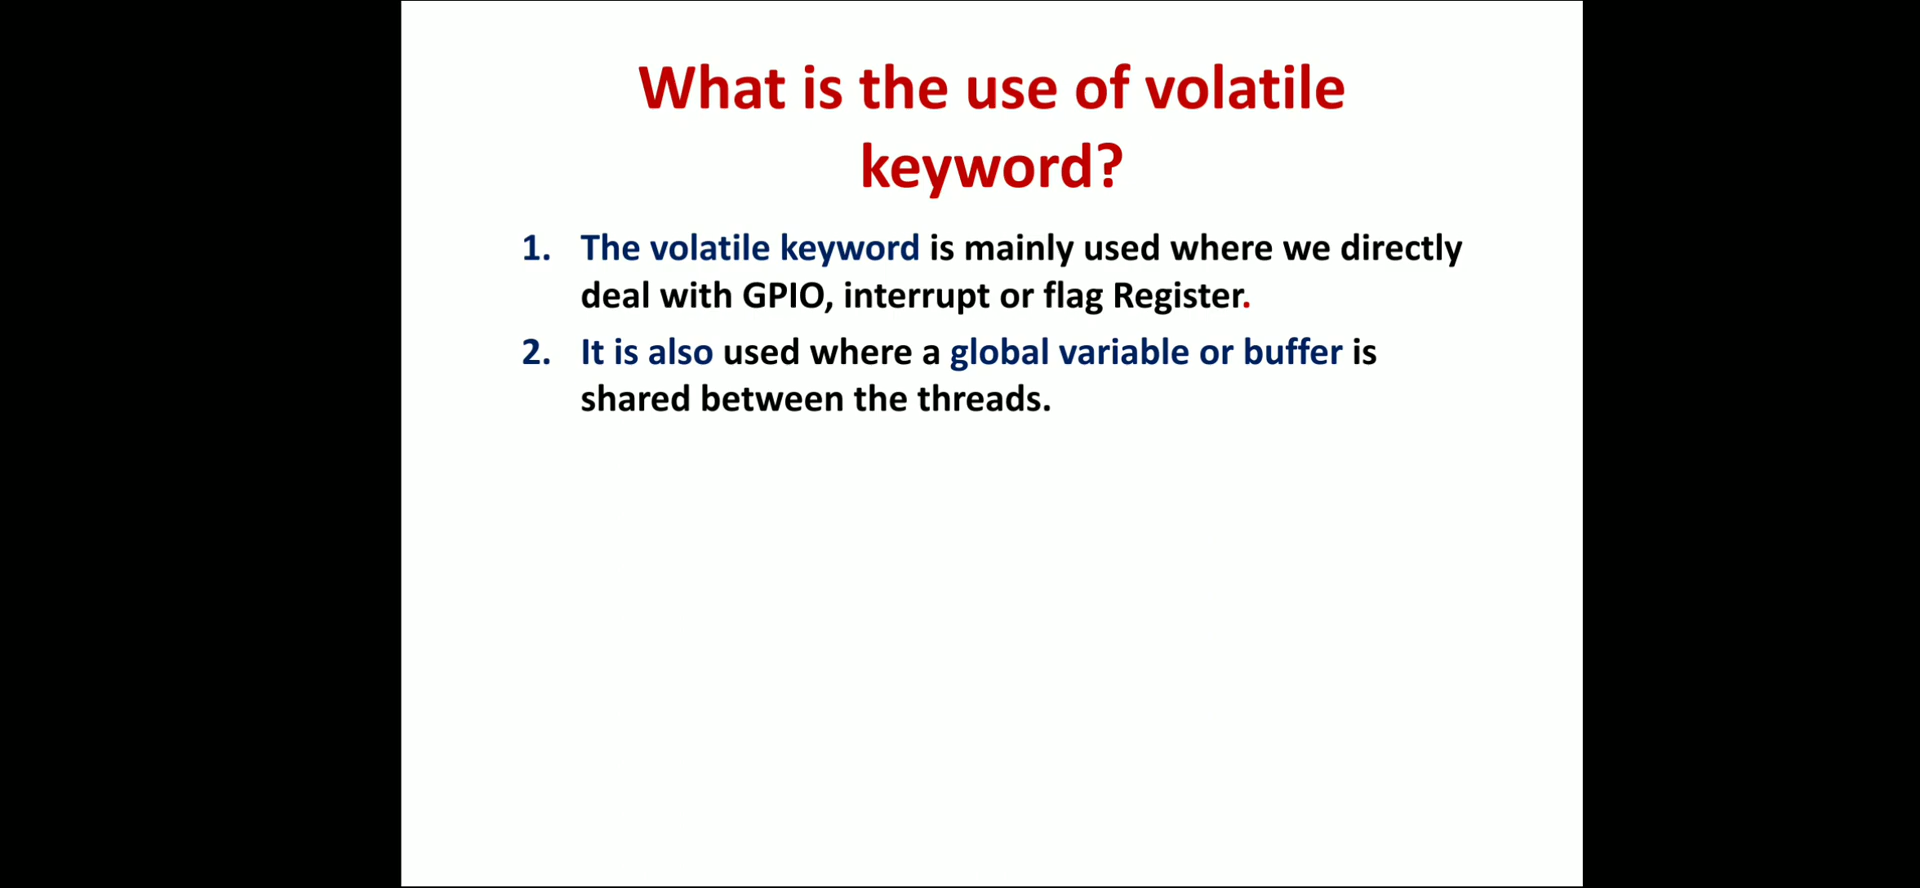 What is the use of volatile
keyword?
1. The volatile keyword is mainly used where we directly
deal with GPIO, interrupt or flag Register.
2. It is also used where a global variable or buffer is
shared between the threads.